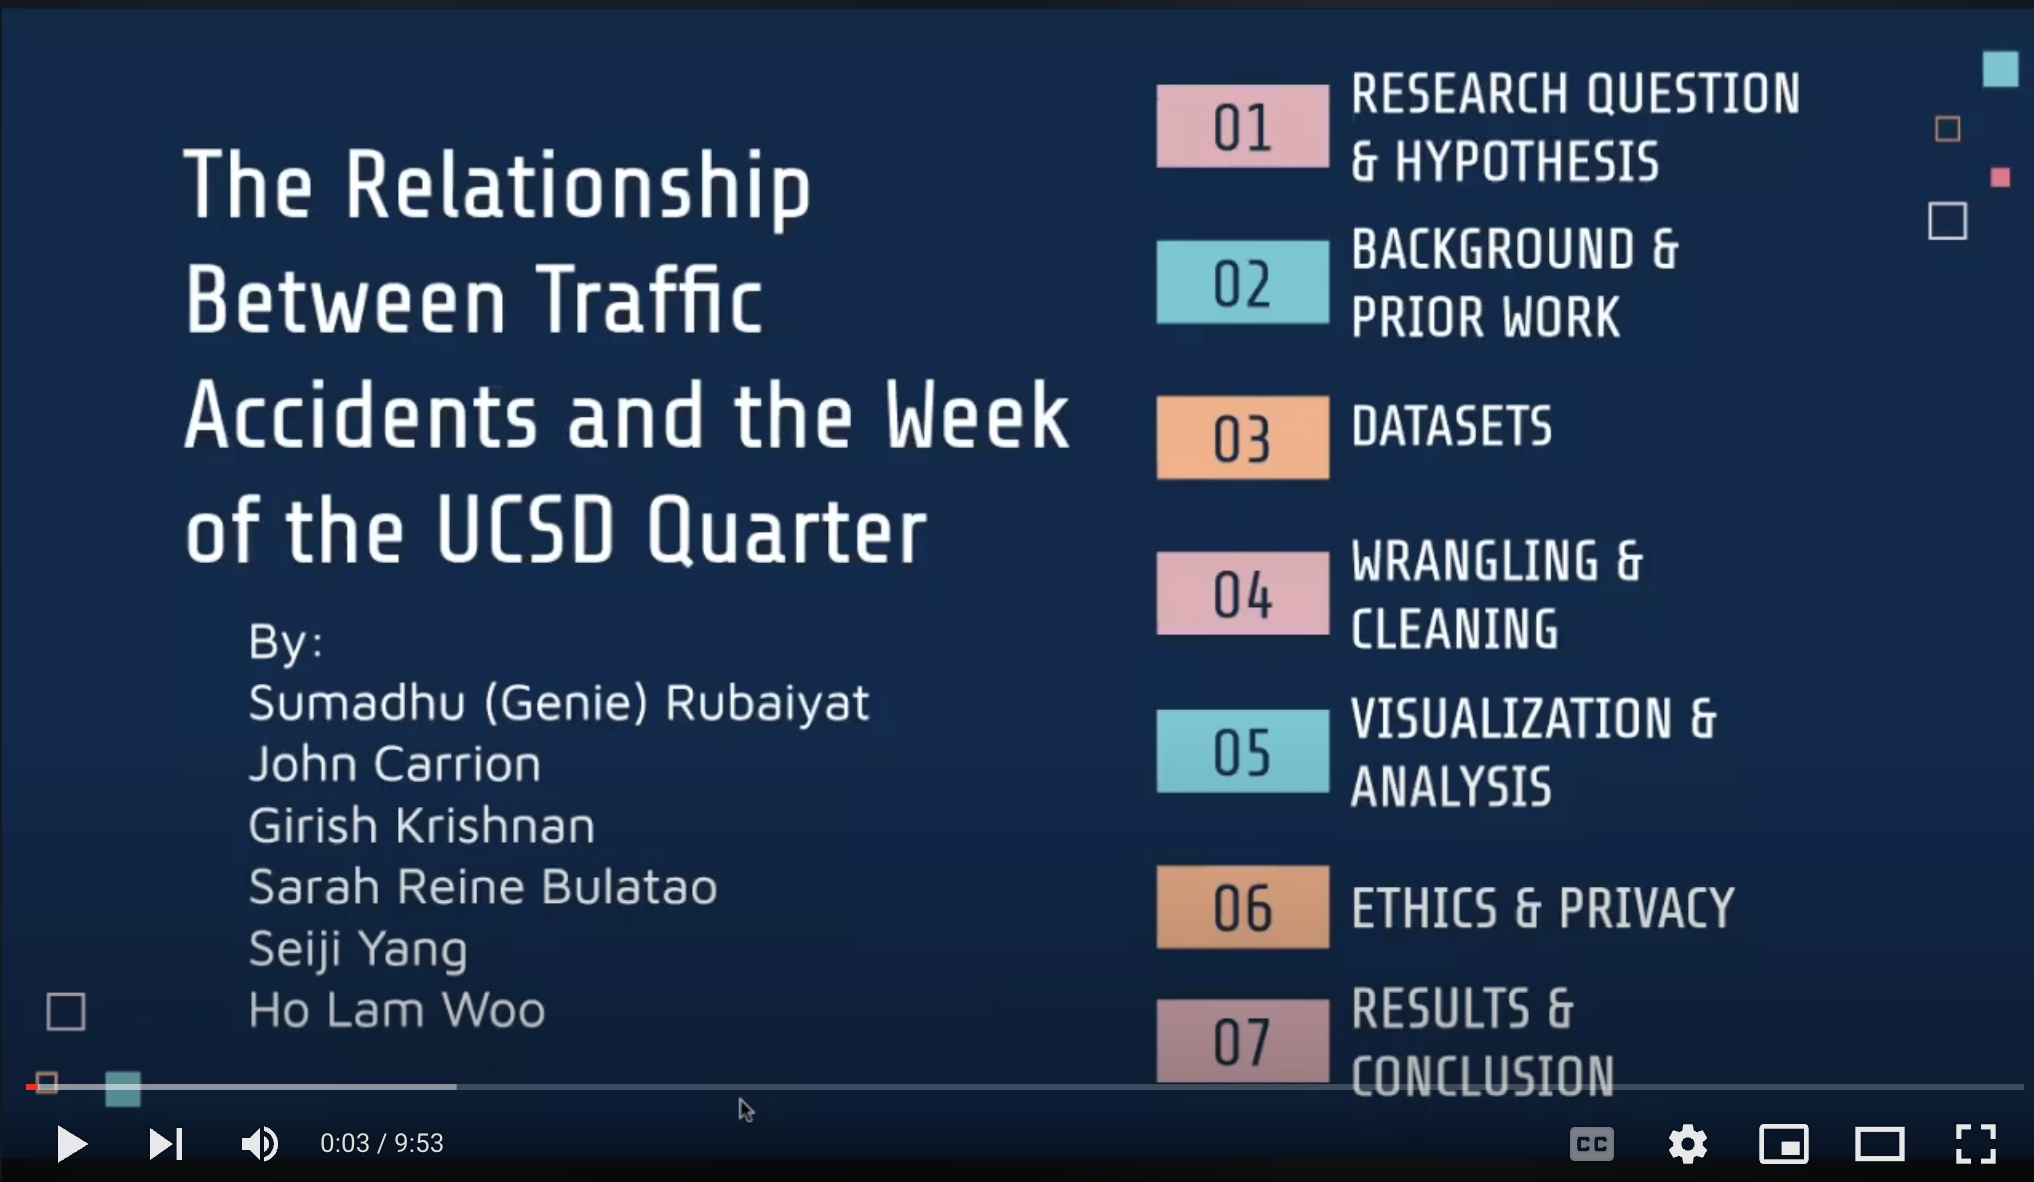 The Relationship
Between Traffic
Accidents and the Week
of the UCSD Quarter
By:
Sumadhu (Genie) Rubaiyat
John Carrion
Girish Krishnan
Sarah Reine Bulatao
Seiji Yang
Ho Lam Woo
01
RESEARCH QUESTION
& HYPOTHESIS
02
BACKGROUND &
PRIOR WORK
03
DATASETS
04
WRANGLING &
CLEANING
05
VISUALIZATION &
ANALYSIS
06
ETHICS & PRIVACY
07
RESULTS &
CONCLUSION
0:03 / 9:53
CC